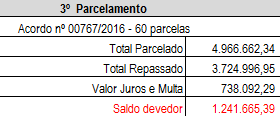 3º Parcelamento
Acordo nº 00767/2016 - 60 parcelas
Total Parcelado 4.966.662,34
Total Repassado 3.724.996,95
Valor Juros e Multa 738.092,29
Saldo devedor 1.241.665,39